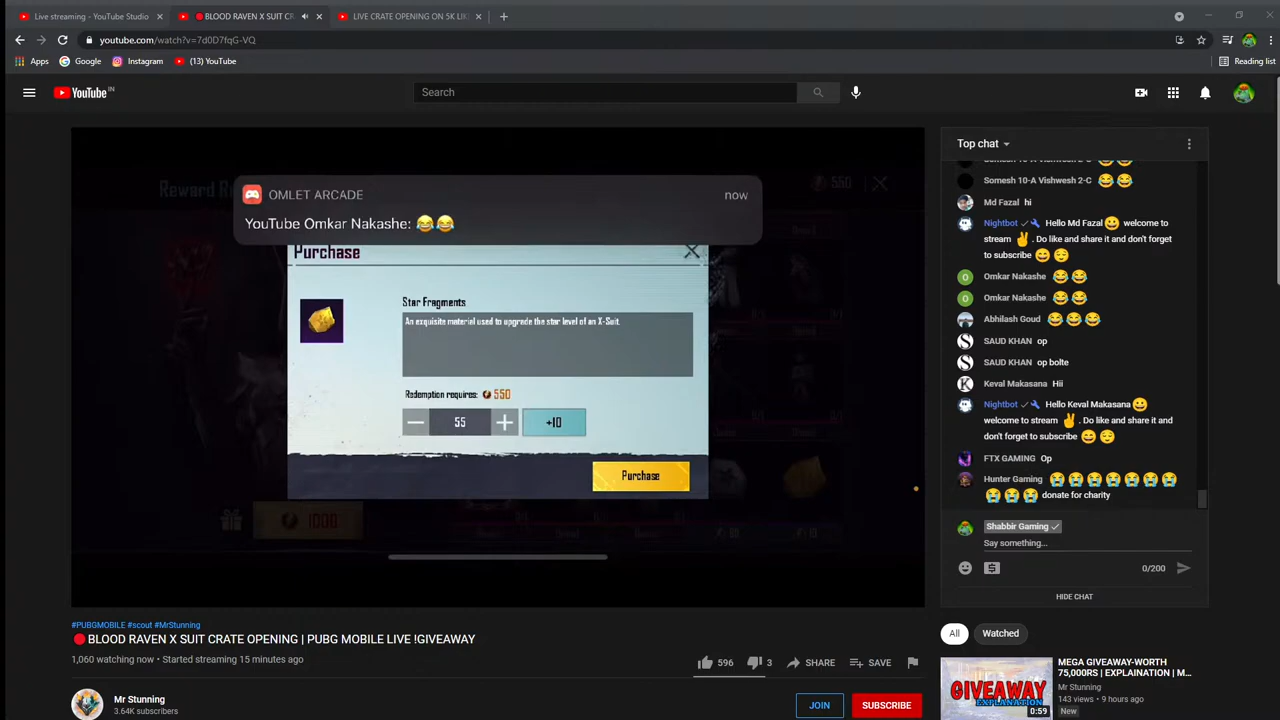 Live streaming - YouTube Studio
🔴BLOOD RAVEN X SUIT CR
LIVE CRATE OPENING ON 5K LI
youtube.com/watch?v=7d0D7fqG-VQ
Apps
Google
Instagram
(13) YouTube
Reading list
YouTube IN
Search
OMLET ARCADE
now
YouTube Omkar Nakashe: 😂😂
Reward
550
Purchase
Star Fragments
An exquisite material used to upgrade the star level of an X-Suit.
Redemption requires: 550
55
+10
Purchase
1000
Top chat
Somesh 10-A Vishwesh 2-C 😂😂
Somesh 10-A Vishwesh 2-C 😂😂
Md Fazal hi
Nightbot Hello Md Fazal😀 welcome to
stream ✌. Do like and share it and don't forget
to subscribe 😄😌
Omkar Nakashe 😂😂
Omkar Nakashe 😂😂
Abhilash Goud 😂😂😂
SAUD KHAN op
SAUD KHAN op bolte
Keval Makasana Hii
Nightbot Hello Keval Makasana😀
welcome to stream ✌. Do like and share it and
don't forget to subscribe 😄😌
FTX GAMING Op
Hunter Gaming 😭😭😭😭😭😭😭
😭😭😭 donate for charity
Shabbir Gaming ✓
Say something...
0/200
HIDE CHAT
#PUBGMOBILE #scout #MrStunning
🔴BLOOD RAVEN X SUIT CRATE OPENING | PUBG MOBILE LIVE !GIVEAWAY
1,060 watching now • Started streaming 15 minutes ago
596
3
SHARE
SAVE
Mr Stunning
3.64K subscribers
JOIN
SUBSCRIBE
All
Watched
GIVEAWAY
EXPLAINATION
0:59
MEGA GIVEAWAY-WORTH
75,000RS | EXPLAINATION | M...
Mr Stunning
143 views • 9 hours ago
New